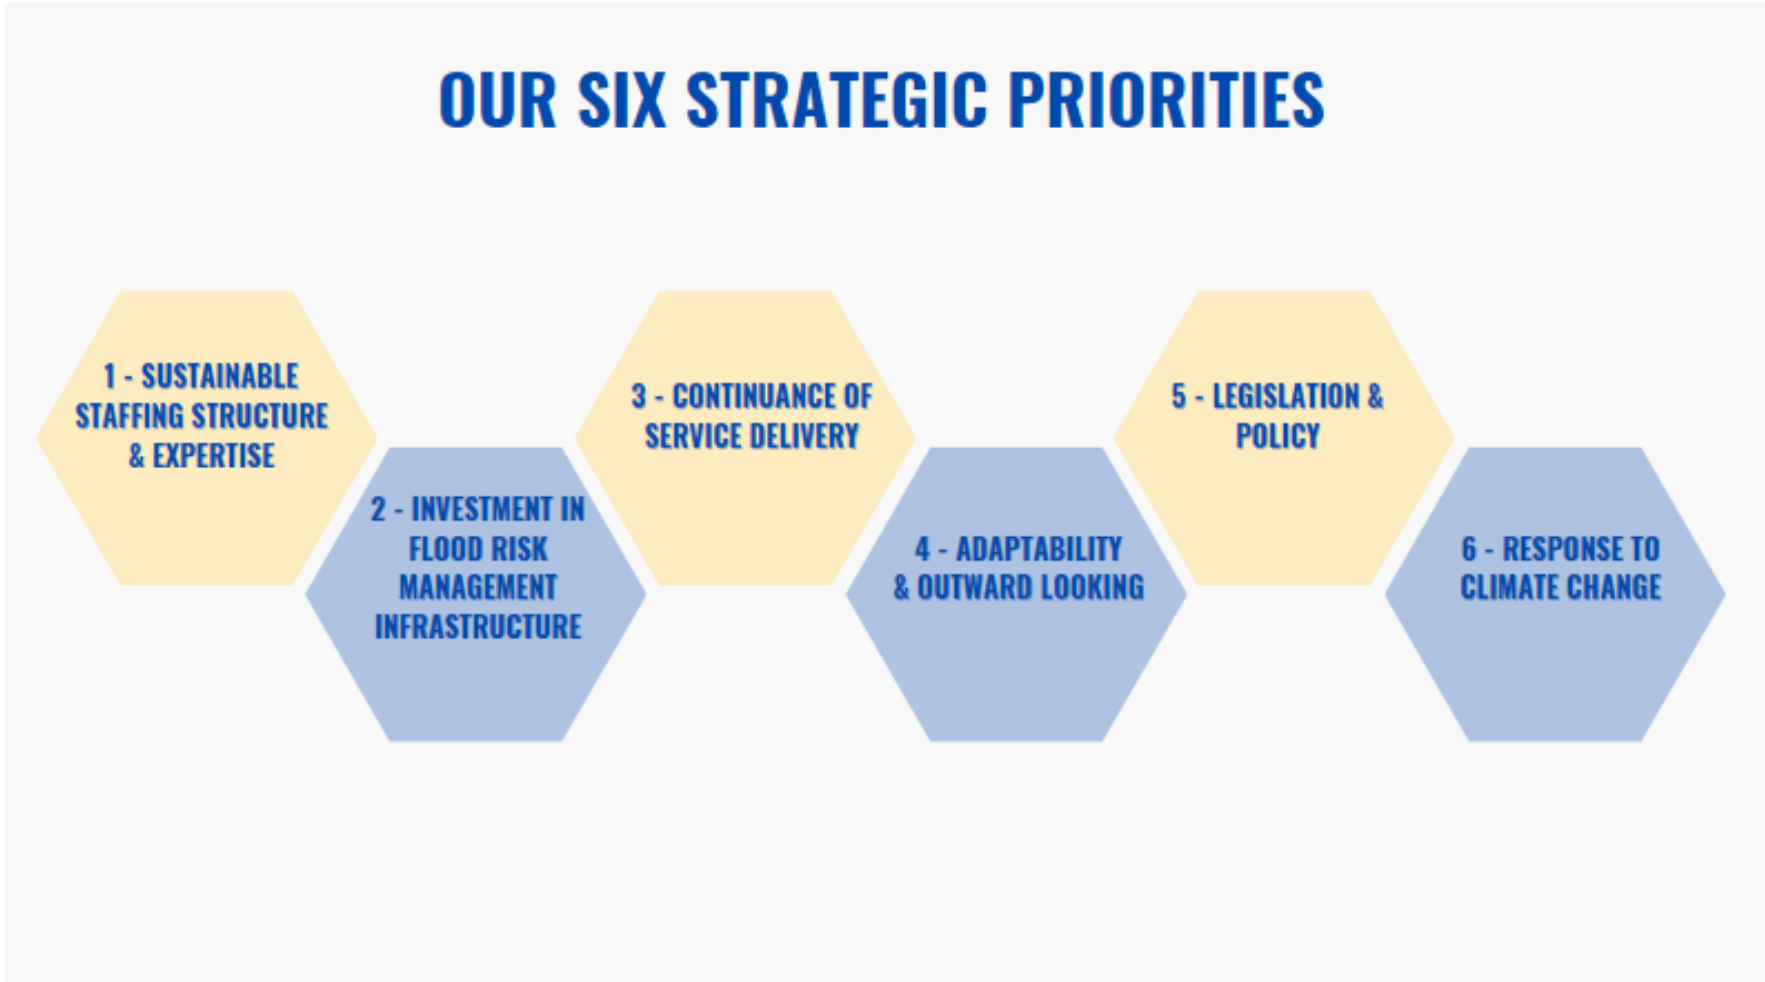 OUR SIX STRATEGIC PRIORITIES
1 - SUSTAINABLE
STAFFING STRUCTURE
& EXPERTISE
2 - INVESTMENT IN
FLOOD RISK
MANAGEMENT
INFRASTRUCTURE
3 - CONTINUANCE OF
SERVICE DELIVERY
4 - ADAPTABILITY
& OUTWARD LOOKING
5 - LEGISLATION &
POLICY
6 - RESPONSE TO
CLIMATE CHANGE